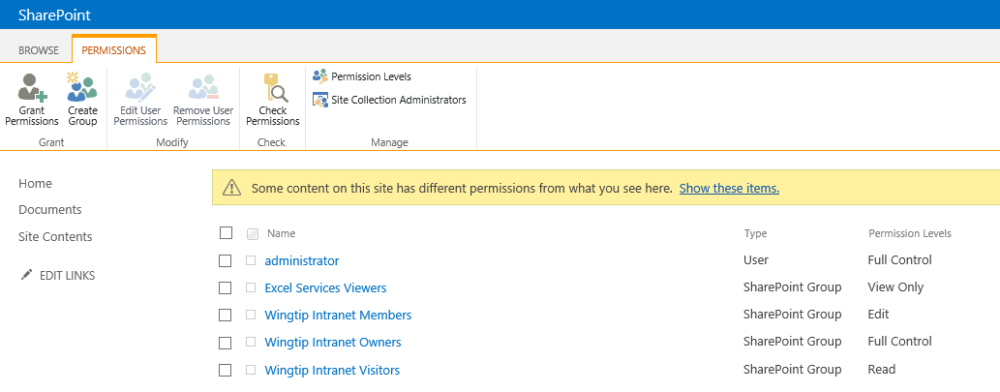 SharePoint
BROWSE PERMISSIONS
Grant Permissions
Create Group
Edit User Permissions
Remove User Permissions
Check Permissions
Permission Levels
Site Collection Administrators
Grant Modify Check Manage
Home
Documents
Site Contents
EDIT LINKS
Some content on this site has different permissions from what you see here. Show these items.
Name Type Permission Levels
administrator User Full Control
Excel Services Viewers SharePoint Group View Only
Wingtip Intranet Members SharePoint Group Edit
Wingtip Intranet Owners SharePoint Group Full Control
Wingtip Intranet Visitors SharePoint Group Read